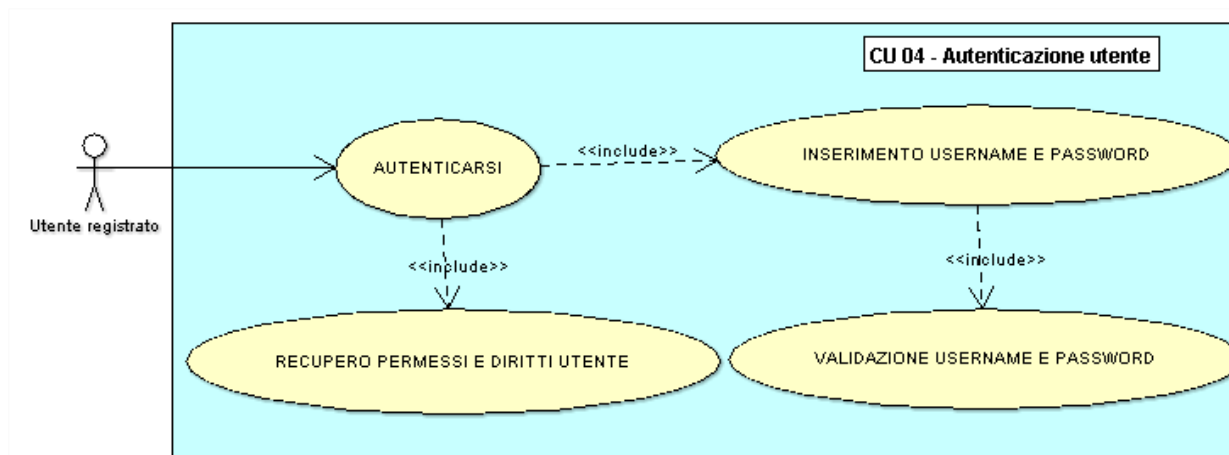 CU 04 - Autenticazione utente
<<include>>
AUTENTICARSI
INSERIMENTO USERNAME E PASSWORD
Utente registrato
<<include>>
<<include>>
RECUPERO PERMESSI E DIRITTI UTENTE
VALIDAZIONE USERNAME E PASSWORD